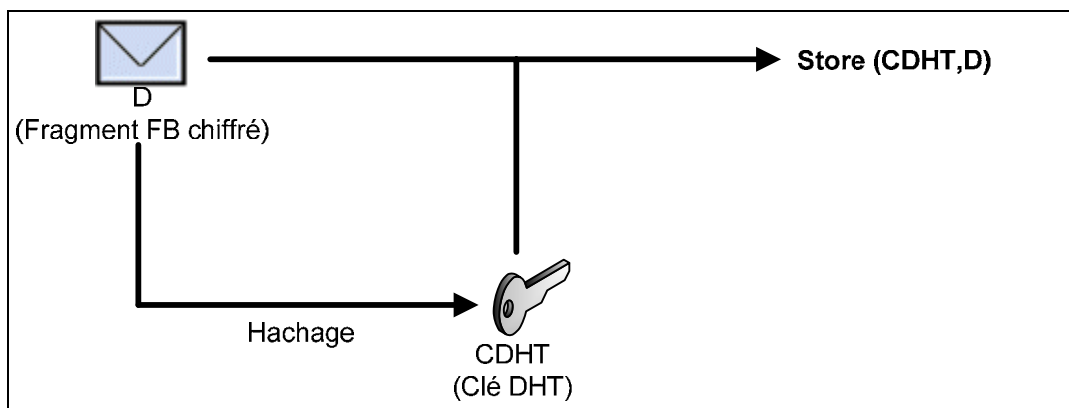 D
(Fragment FB chiffré)
Store (CDHT,D)
Hachage
CDHT
(Clé DHT)